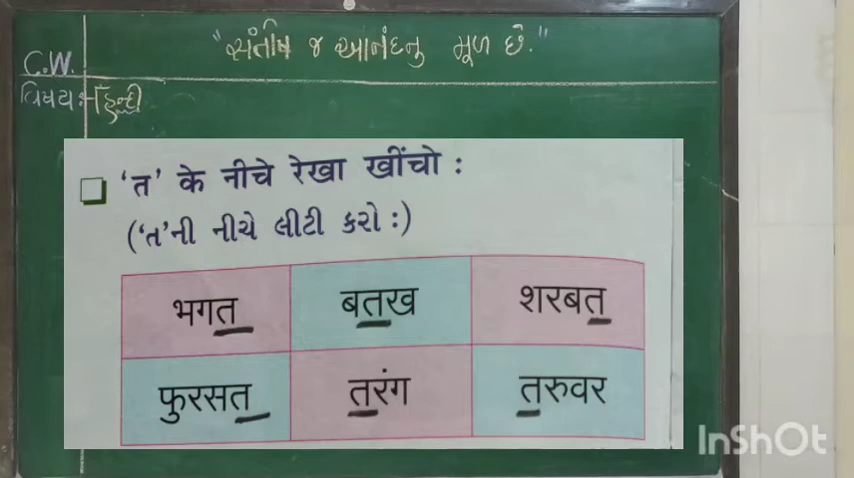 "સંતોષ જ આનંદનુ મૂળ છે."
C.W.
વિષય:- हिन्दी
❑ 'त' के नीचे रेखा खींचो :
('त'ની નીચે લીટી કરો :)
भगत बतख शरबत
फुरसत तरंग तरुवर
InShOt